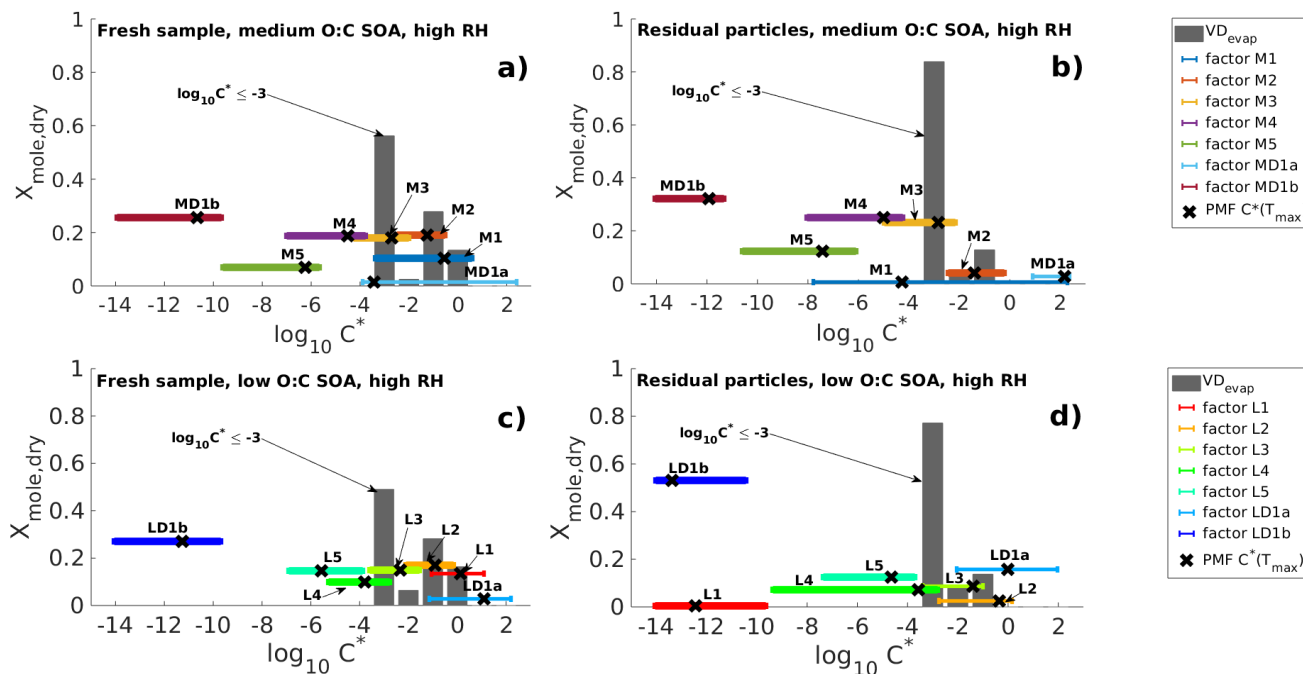 Fresh sample, medium O:C SOA, high RH
a)
log10C* ≤ -3
MD1b
M5
M4
M3
M2
M1
MD1a
Xmole,dry
1
0.8
0.6
0.4
0.2
0
-14 -12 -10 -8 -6 -4 -2 0 2
log10 C*
Residual particles, medium O:C SOA, high RH
b)
log10C* ≤ -3
MD1b
M5
M4
M3
M1
M2
MD1a
1
0.8
0.6
0.4
0.2
0
-14 -12 -10 -8 -6 -4 -2 0 2
log10 C*
VDevap
factor M1
factor M2
factor M3
factor M4
factor M5
factor MD1a
factor MD1b
PMF C*(Tmax
Fresh sample, low O:C SOA, high RH
c)
log10C* ≤ -3
LD1b
L5
L4
L3
L2
L1
LD1a
Xmole,dry
1
0.8
0.6
0.4
0.2
0
-14 -12 -10 -8 -6 -4 -2 0 2
log10 C*
Residual particles, low O:C SOA, high RH
d)
log10C* ≤ -3
LD1b
L1
L4
L5
L3
LD1a
L2
1
0.8
0.6
0.4
0.2
0
-14 -12 -10 -8 -6 -4 -2 0 2
log10 C*
VDevap
factor L1
factor L2
factor L3
factor L4
factor L5
factor LD1a
factor LD1b
PMF C*(Tmax)